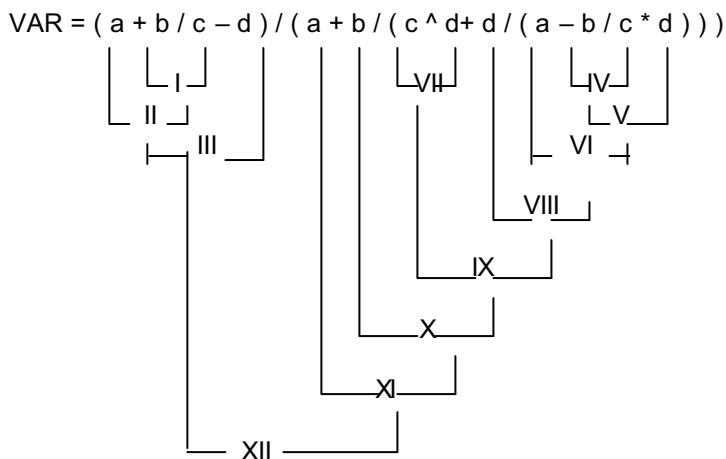 VAR = ( a + b / c – d ) / ( a + b / ( c ^ d+ d / ( a – b / c * d ) ) )
I VII IV
II V
III VI
VIII
IX
X
XI
XII